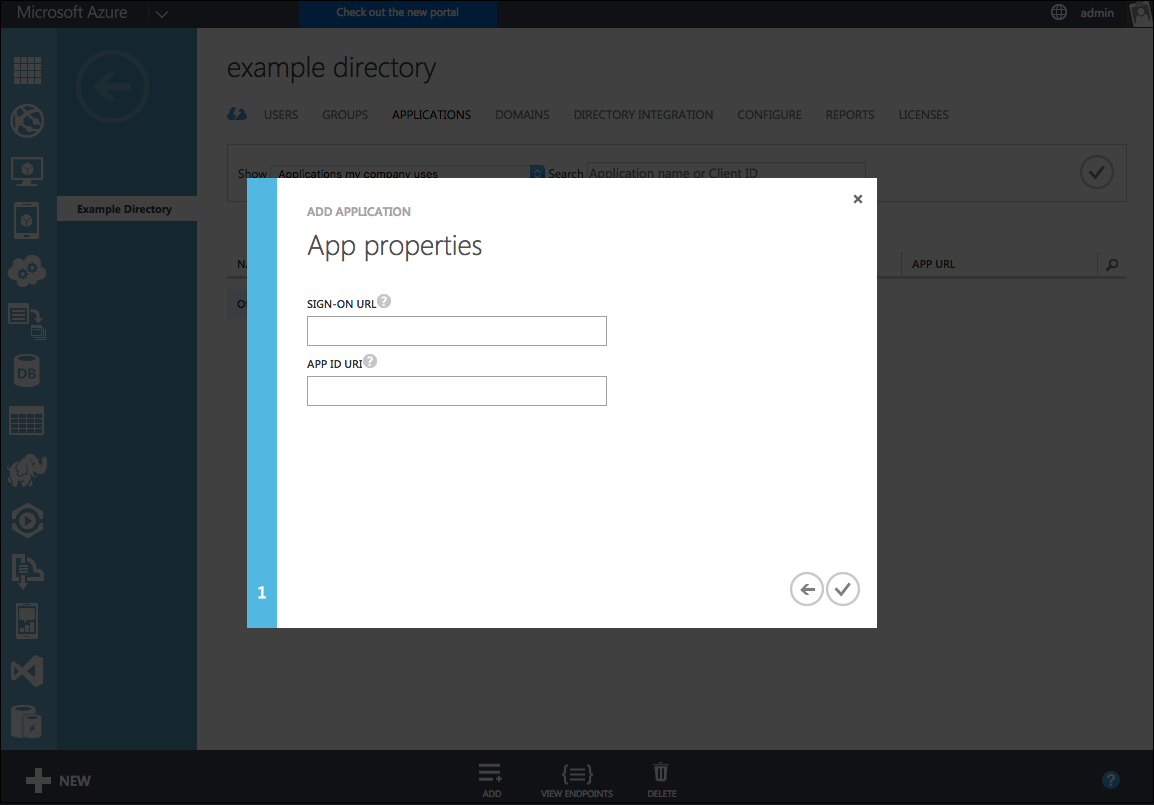 Microsoft Azure
Check out the new portal
admin
example directory
USERS GROUPS APPLICATIONS DOMAINS DIRECTORY INTEGRATION CONFIGURE REPORTS LICENSES
Show Applications my company uses Search Application name or Client ID
Example Directory
ADD APPLICATION
App properties
APP URL
SIGN-ON URL ?
APP ID URI ?
DB
1
NEW
ADD VIEW ENDPOINTS DELETE
?